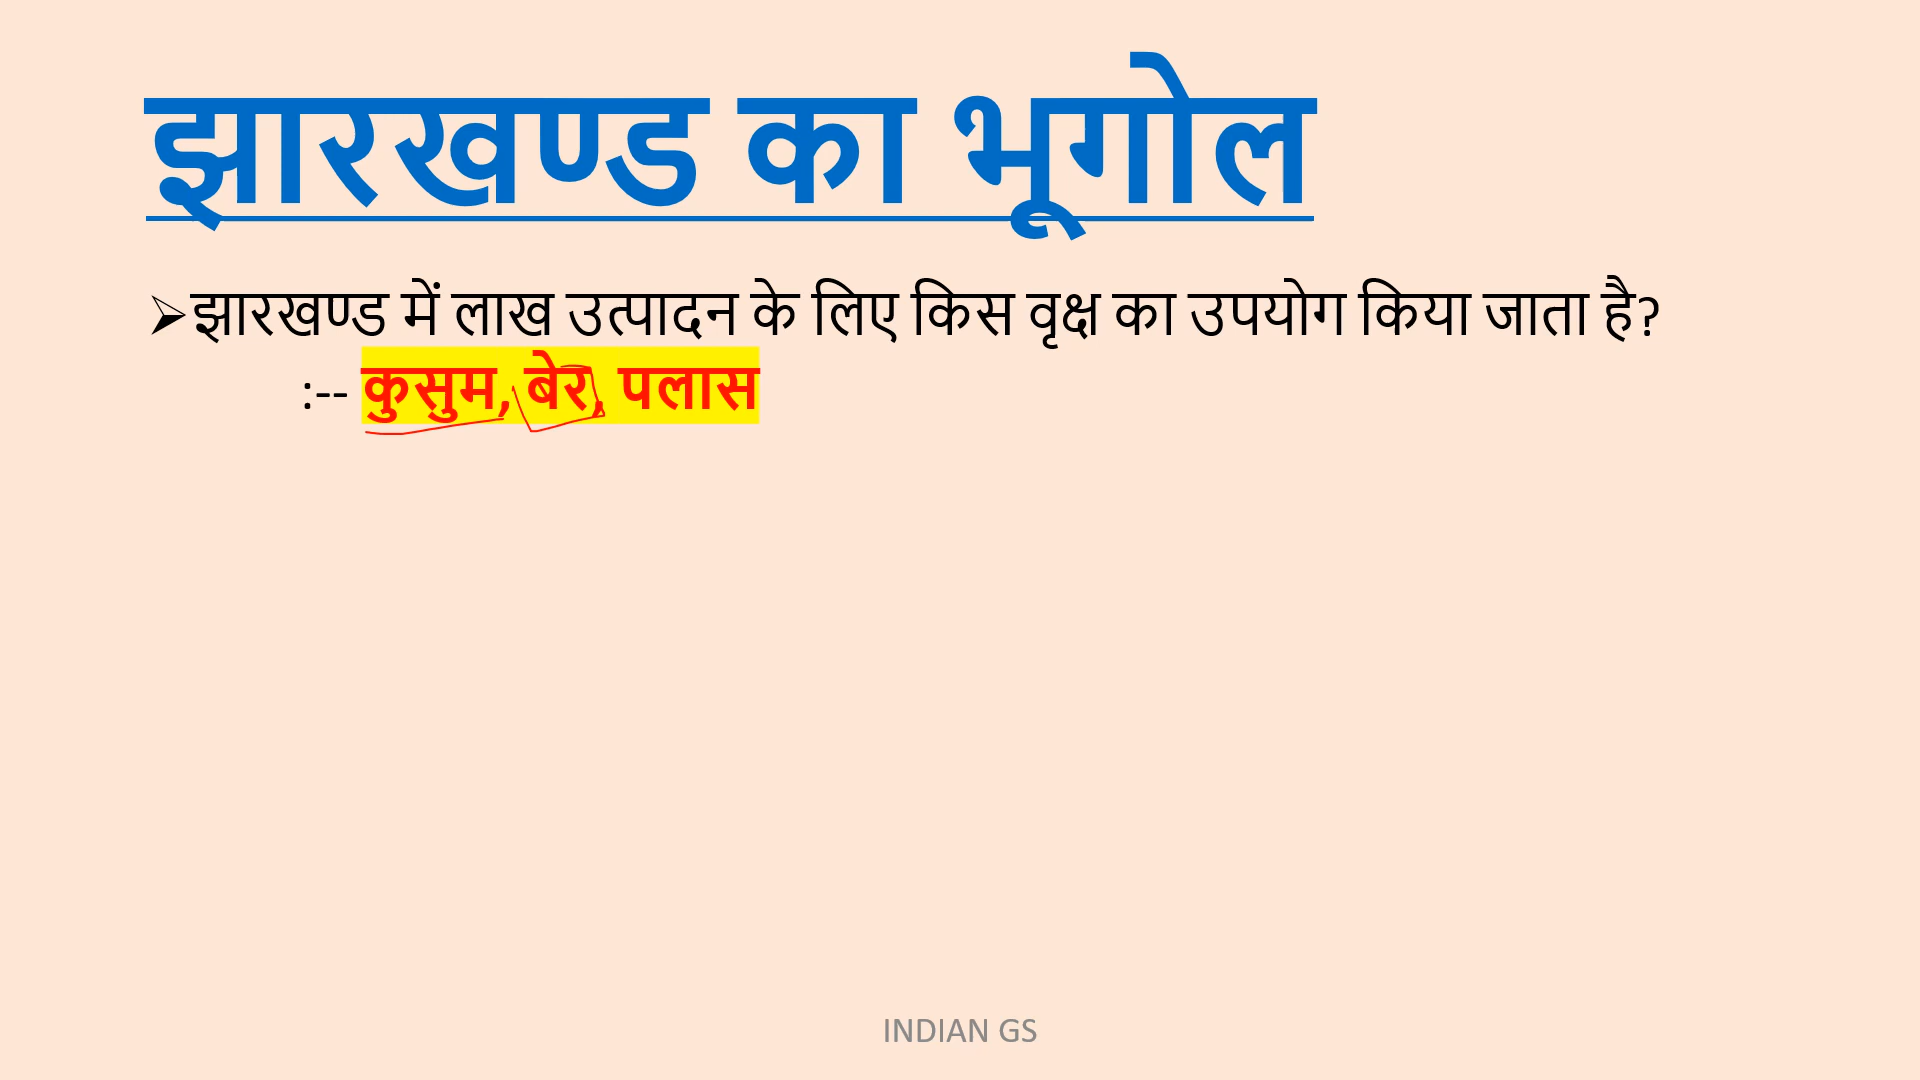 झारखण्ड का भूगोल
➢झारखण्ड में लाख उत्पादन के लिए किस वृक्ष का उपयोग किया जाता है?
:-- कुसुम, बेर, पलास
INDIAN GS